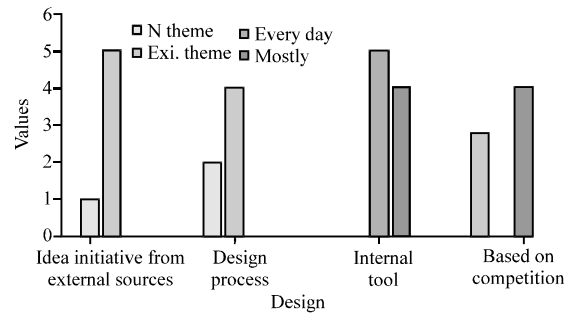 6
5
4
3
2
1
0
Values
N theme
Every day
Exi. theme
Mostly
Idea initiative from
external sources
Design
process
Internal
tool
Based on
competition
Design